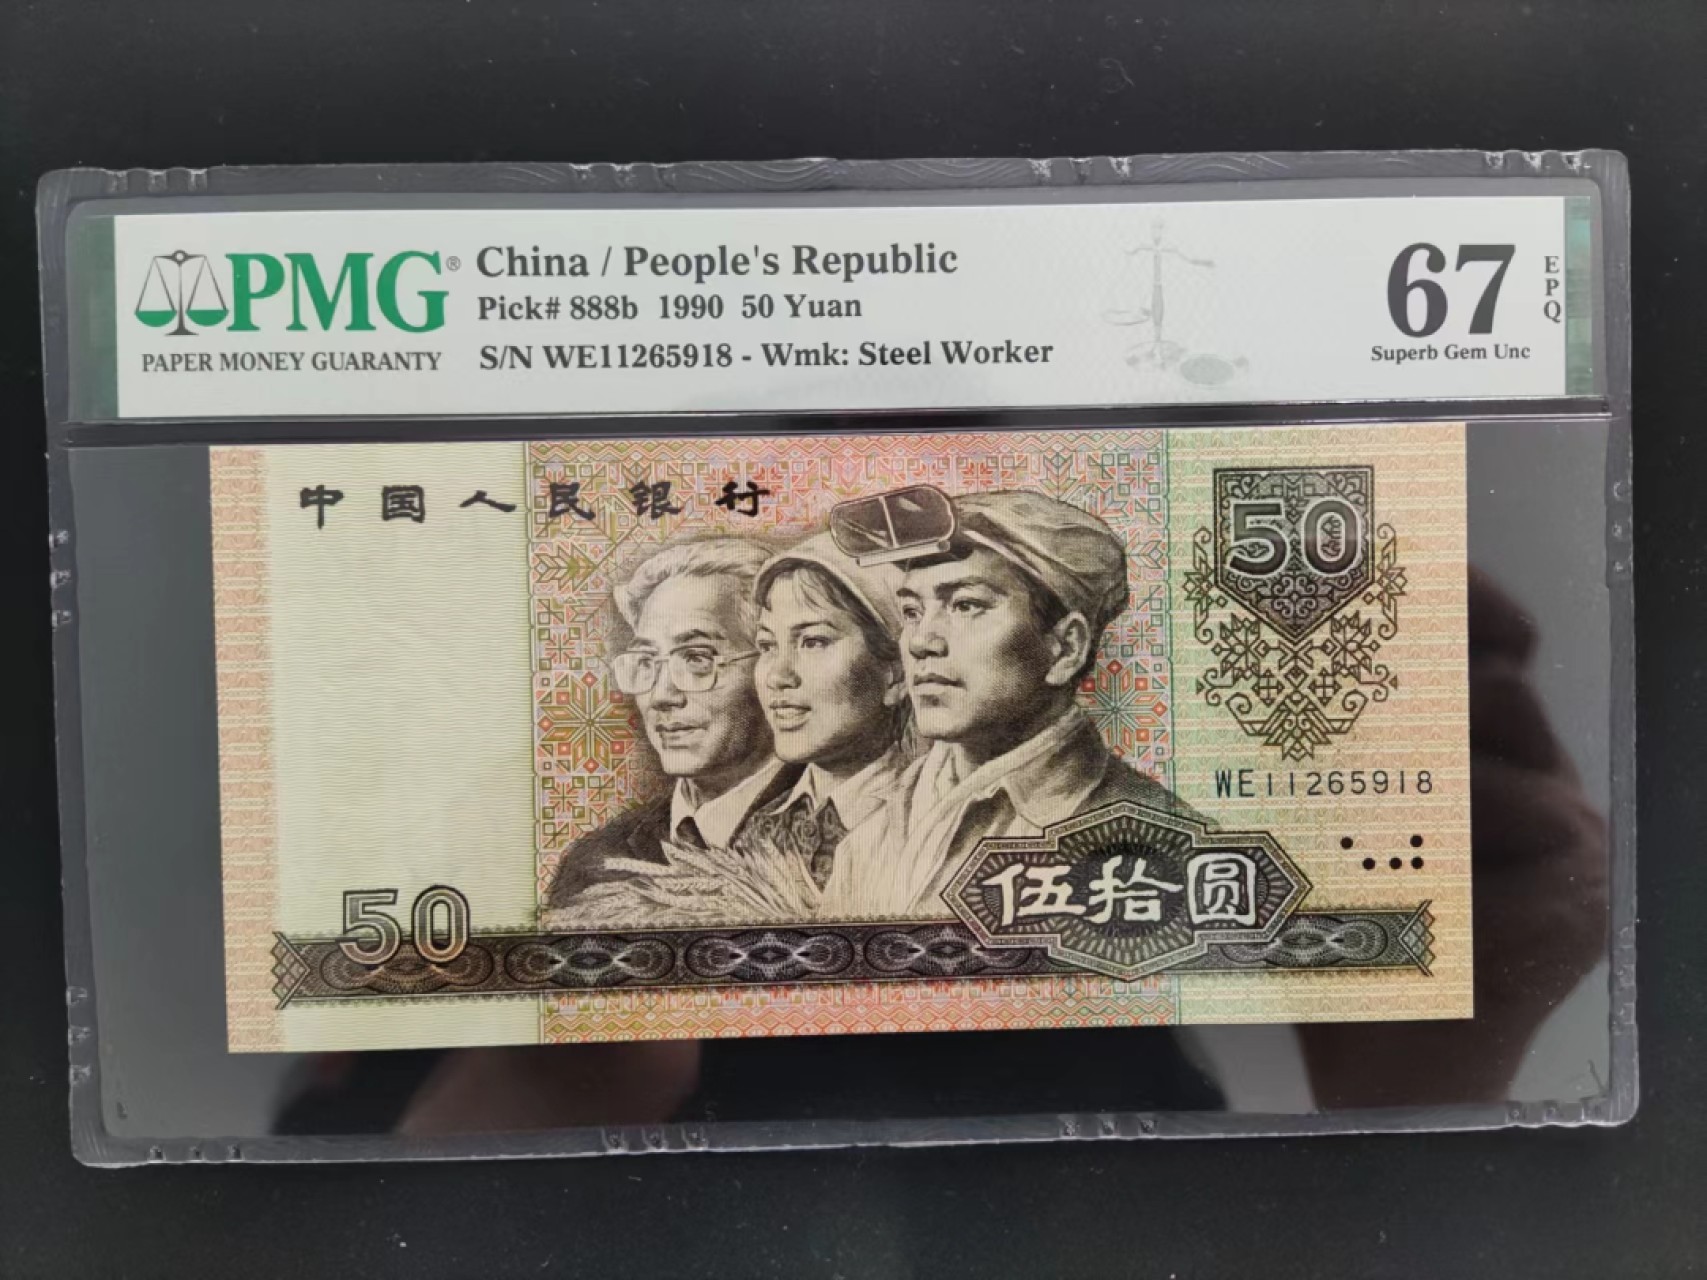 PMG®
PAPER MONEY GUARANTY
China / People's Republic
Pick# 888b 1990 50 Yuan
S/N WE11265918 - Wmk: Steel Worker
67
EPQ
Superb Gem Unc
中国人民银行
50
WE11265918
50
伍拾圆